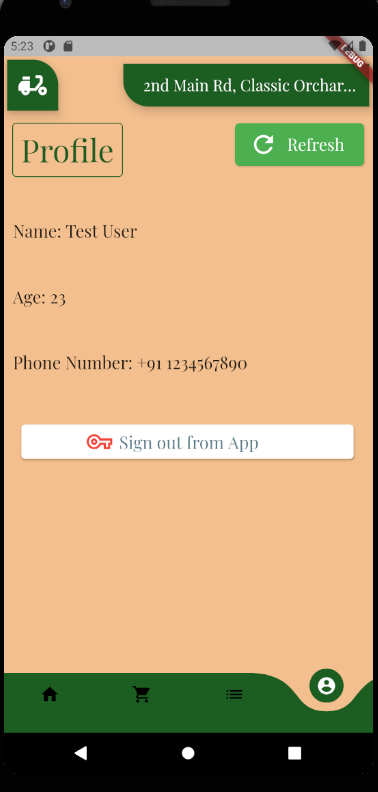 5:23
DEBUG
2nd Main Rd, Classic Orchar...
Profile
Refresh
Name: Test User
Age: 23
Phone Number: +91 1234567890
Sign out from App